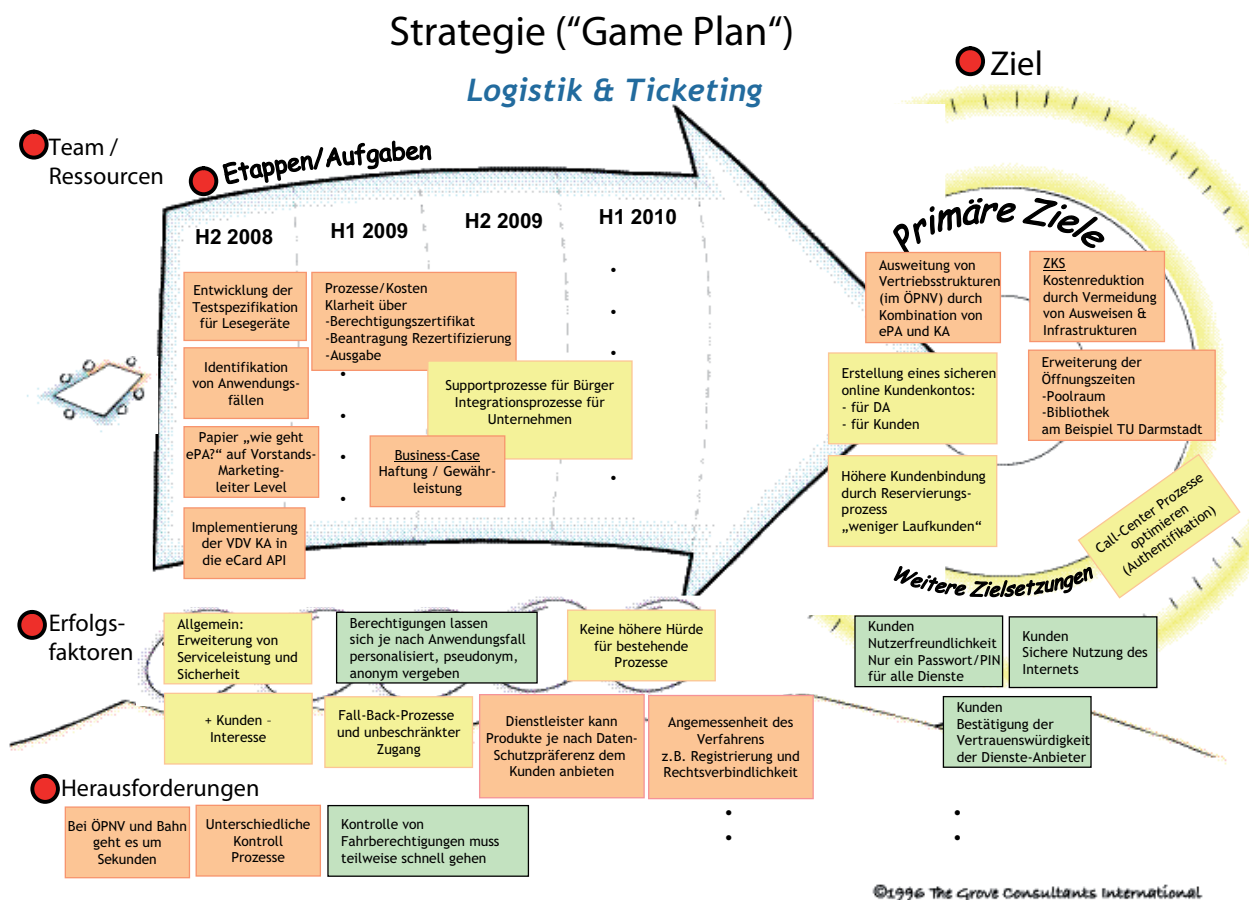 Strategie (“Game Plan“)
Logistik & Ticketing
Ziel
Team /
Ressourcen
Etappen/Aufgaben
H2 2008
H1 2009
H2 2009
H1 2010
Entwicklung der
Testspezifikation
für Lesegeräte
Identifikation
von Anwendungs-
fällen
Papier „wie geht
ePA?“ auf Vorstands-
Marketing-
leiter Level
Implementierung
der VDV KA in
die eCard API
Prozesse/Kosten
Klarheit über
-Berechtigungszertifikat
-Beantragung Rezertifizierung
-Ausgabe
Supportprozesse für Bürger
Integrationsprozesse für
Unternehmen
Business-Case
Haftung / Gewähr-
leistung
Primäre Ziele
Ausweitung von
Vertriebsstrukturen
(im ÖPNV) durch
Kombination von
ePA und KA
ZKS
Kostenreduktion
durch Vermeidung
von Ausweisen &
Infrastrukturen
Erstellung eines sicheren
online Kundenkontos:
- für DA
- für Kunden
Erweiterung der
Öffnungszeiten
-Poolraum
-Bibliothek
am Beispiel TU Darmstadt
Höhere Kundenbindung
durch Reservierungs-
prozess
„weniger Laufkunden“
Call-Center Prozesse
optimieren
(Authentifikation)
Weitere Zielsetzungen
Erfolgs-
faktoren
Allgemein:
Erweiterung von
Serviceleistung und
Sicherheit
Berechtigungen lassen
sich je nach Anwendungsfall
personalisiert, pseudonym,
anonym vergeben
Keine höhere Hürde
für bestehende
Prozesse
Kunden
Nutzerfreundlichkeit
Nur ein Passwort/PIN
für alle Dienste
Kunden
Sichere Nutzung des
Internets
+ Kunden -
Interesse
Fall-Back-Prozesse
und unbeschränkter
Zugang
Dienstleister kann
Produkte je nach Daten-
Schutzpräferenz dem
Kunden anbieten
Angemessenheit des
Verfahrens
z.B. Registrierung und
Rechtsverbindlichkeit
Kunden
Bestätigung der
Vertrauenswürdigkeit
der Dienste-Anbieter
Herausforderungen
Bei ÖPNV und Bahn
geht es um
Sekunden
Unterschiedliche
Kontroll
Prozesse
Kontrolle von
Fahrberechtigungen muss
teilweise schnell gehen
©1996 The Grove Consultants International